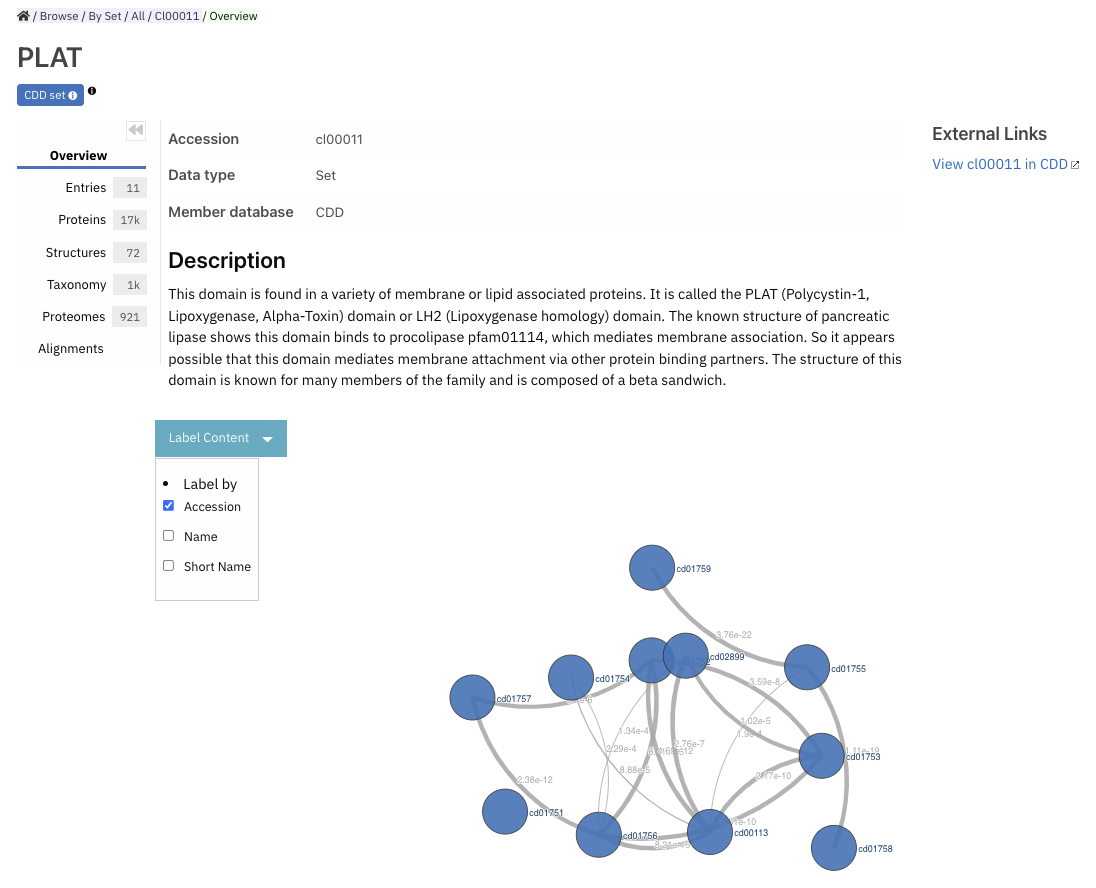 / Browse / By Set / All / Cl00011 / Overview
PLAT
CDD set
Overview
Entries 11
Proteins 17k
Structures 72
Taxonomy 1k
Proteomes 921
Alignments
Accession cl00011
Data type Set
Member database CDD
External Links
View cl00011 in CDD
Description
This domain is found in a variety of membrane or lipid associated proteins. It is called the PLAT (Polycystin-1,
Lipoxygenase, Alpha-Toxin) domain or LH2 (Lipoxygenase homology) domain. The known structure of pancreatic
lipase shows this domain binds to procolipase pfam01114, which mediates membrane association. So it appears
possible that this domain mediates membrane attachment via other protein binding partners. The structure of this
domain is known for many members of the family and is composed of a beta sandwich.
Label Content
• Label by
Accession
Name
Short Name
cd01759
3.76e-22
cd02899
cd01755
cd01754
3.59e-8
cd01757
1.02e-5
1.34e-4
1.9e-4
2.29e-4
2.76e-7
cd01753
8.88e-5
2.17e-10
2.38e-12
cd01751
cd01756
cd00113
cd01758